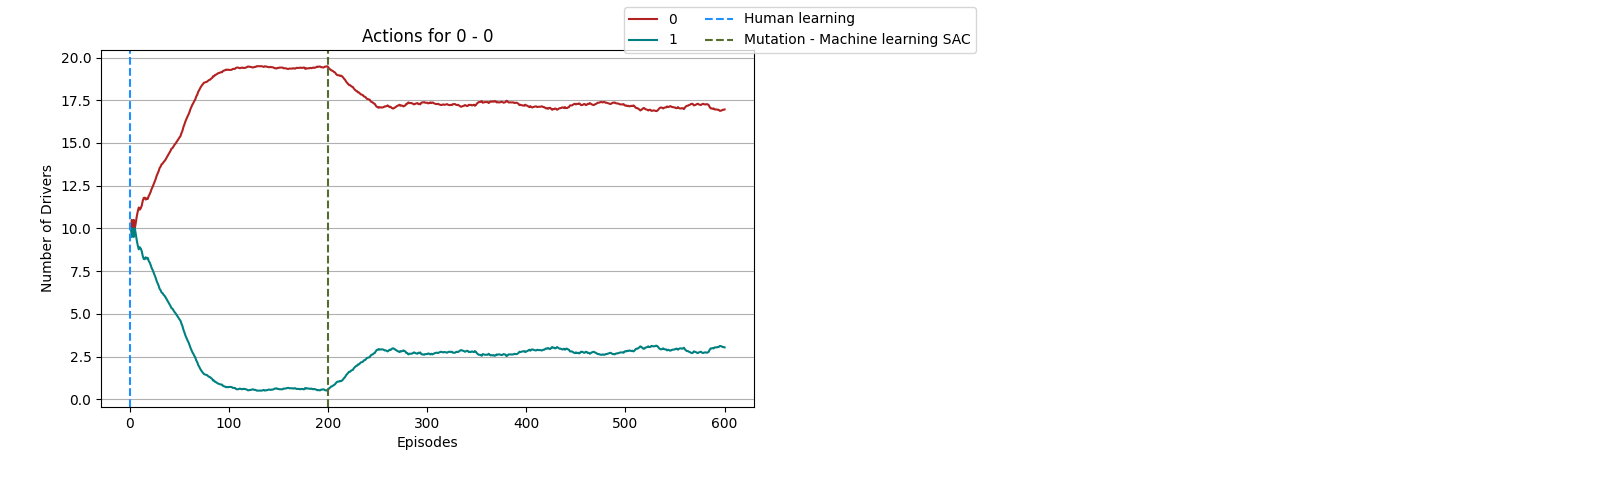 0
1
Human learning
Mutation - Machine learning SAC
Actions for 0 - 0
Number of Drivers
20.0
17.5
15.0
12.5
10.0
7.5
5.0
2.5
0.0
0 100 200 300 400 500 600
Episodes